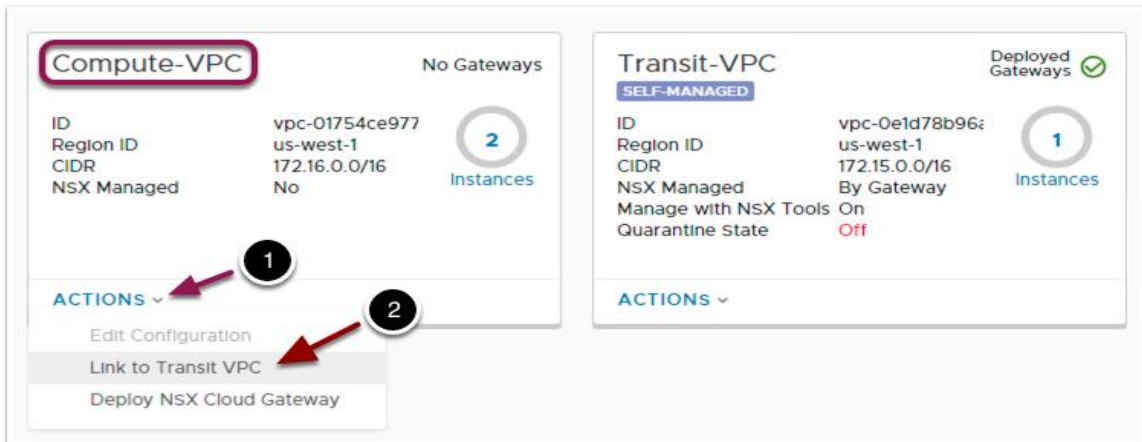 Compute-VPC
No Gateways
ID vpc-01754ce977
Region ID us-west-1
CIDR 172.16.0.0/16
NSX Managed No
2
Instances
ACTIONS
1
2
Edit Configuration
Link to Transit VPC
Deploy NSX Cloud Gateway
Transit-VPC
SELF-MANAGED
Deployed
Gateways
ID vpc-0e1d78b96a
Region ID us-west-1
CIDR 172.15.0.0/16
NSX Managed By Gateway
Manage with NSX Tools On
Quarantine State Off
1
Instances
ACTIONS